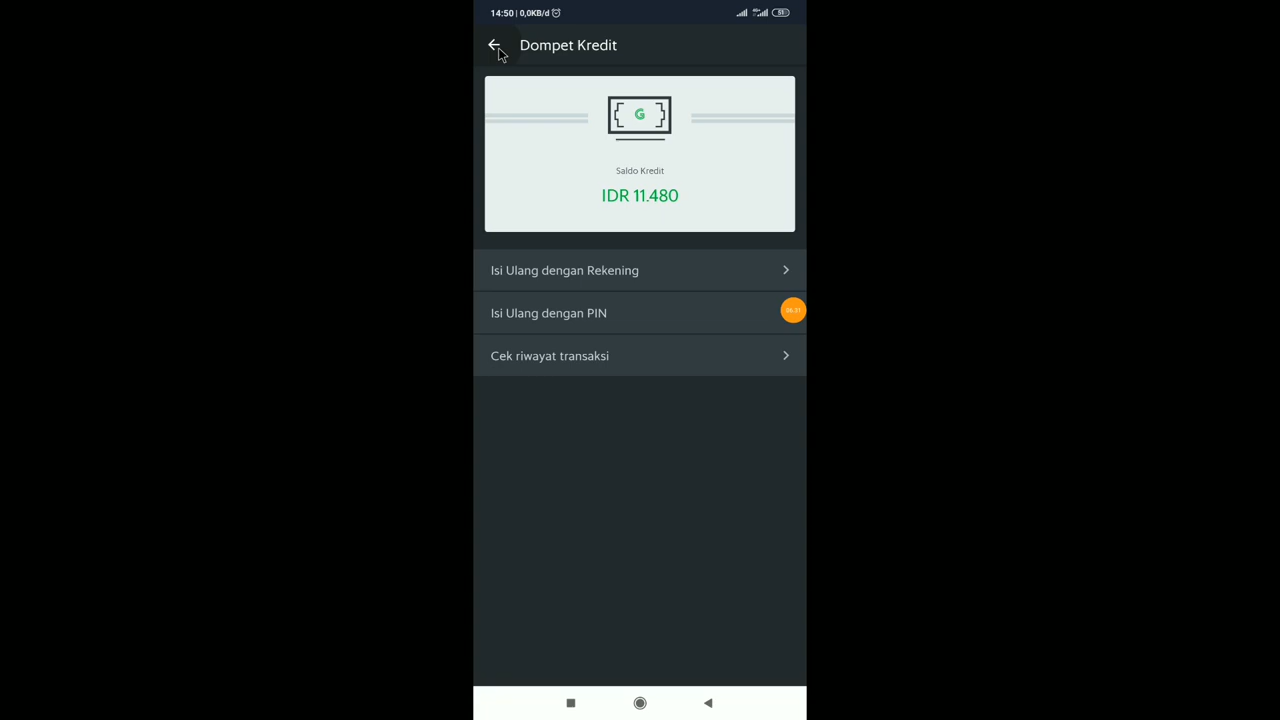 14:50 | 0,0KB/d
51
Dompet Kredit
G
Saldo Kredit
IDR 11.480
Isi Ulang dengan Rekening
Isi Ulang dengan PIN
Cek riwayat transaksi